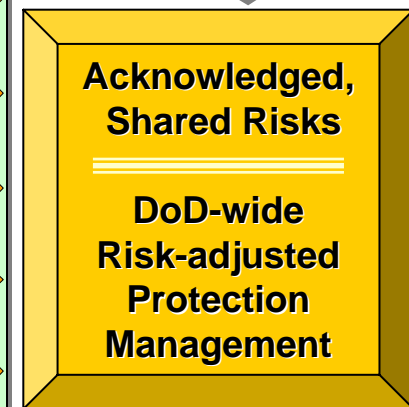 Acknowledged,
Shared Risks
DoD-wide
Risk-adjusted
Protection
Management